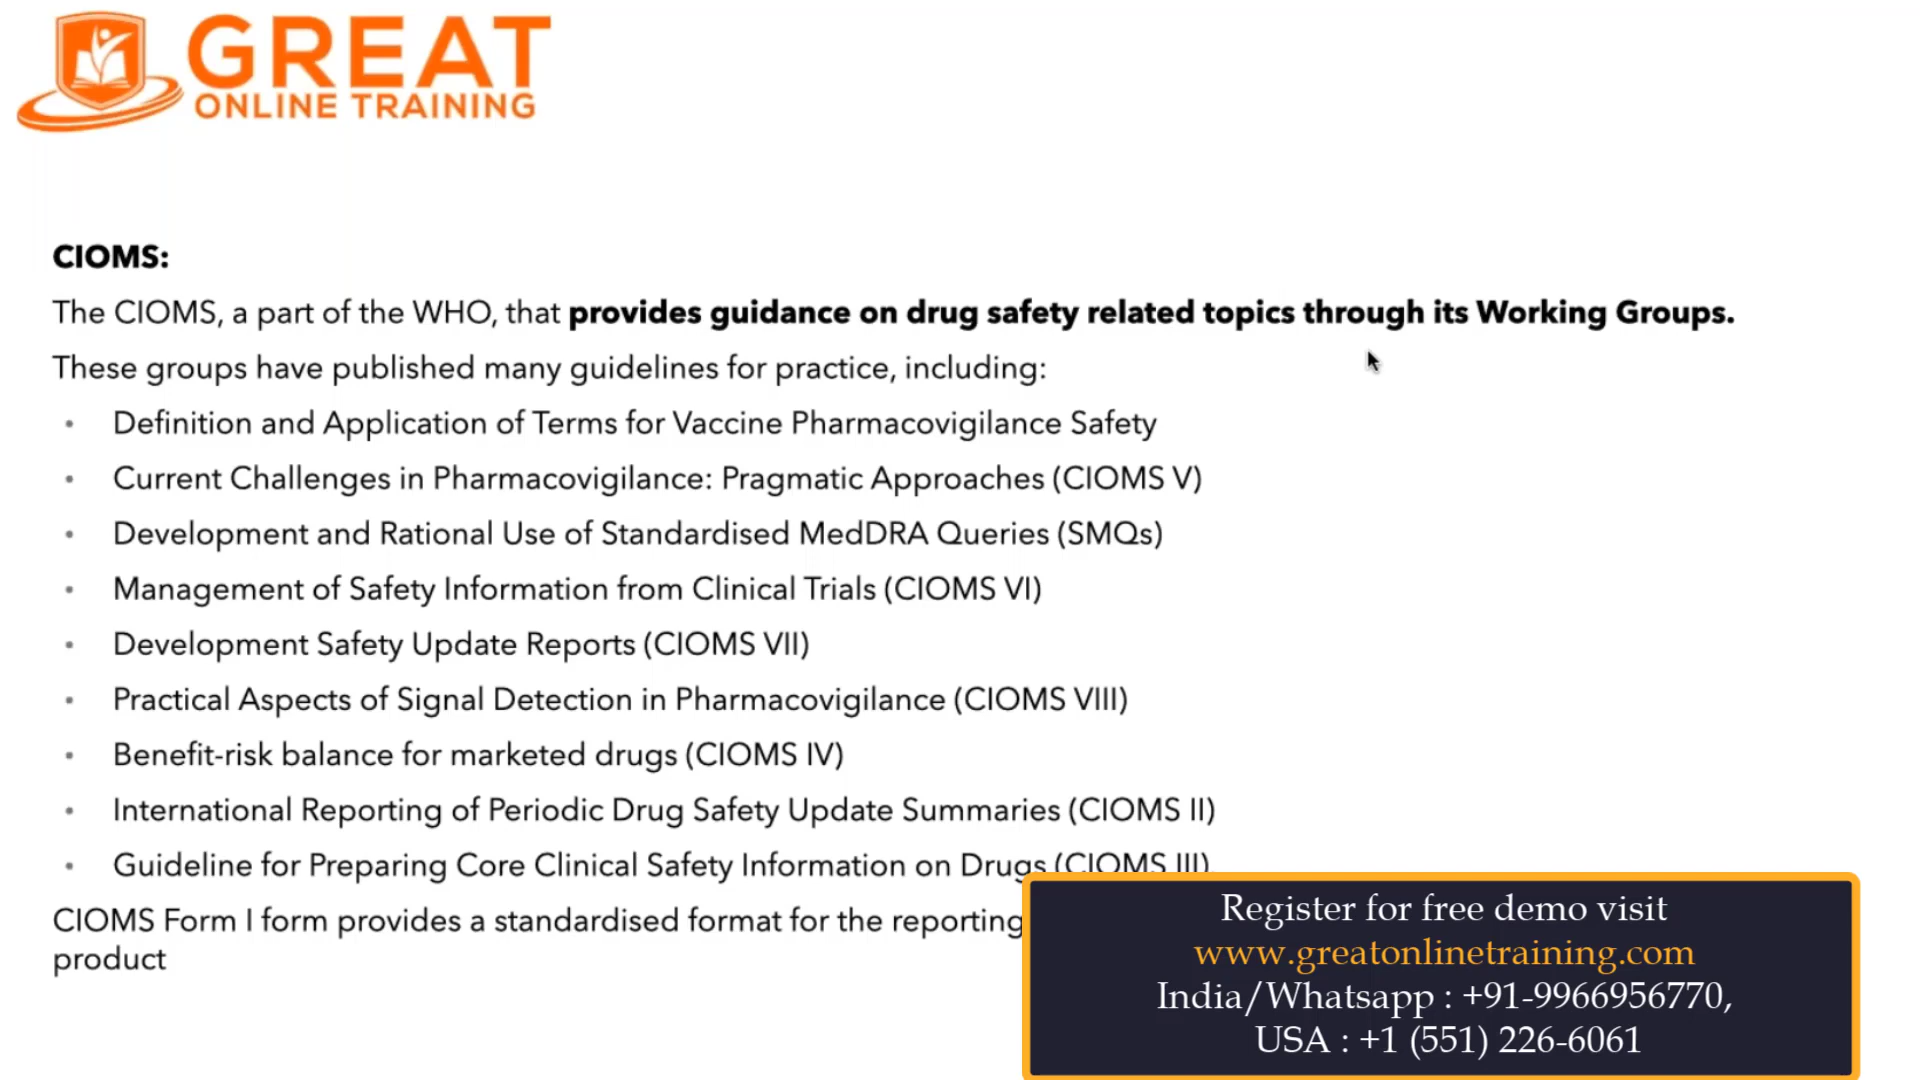 GREAT
ONLINE TRAINING
CIOMS:
The CIOMS, a part of the WHO, that provides guidance on drug safety related topics through its Working Groups.
These groups have published many guidelines for practice, including:
• Definition and Application of Terms for Vaccine Pharmacovigilance Safety
• Current Challenges in Pharmacovigilance: Pragmatic Approaches (CIOMS V)
• Development and Rational Use of Standardised MedDRA Queries (SMQs)
• Management of Safety Information from Clinical Trials (CIOMS VI)
• Development Safety Update Reports (CIOMS VII)
• Practical Aspects of Signal Detection in Pharmacovigilance (CIOMS VIII)
• Benefit-risk balance for marketed drugs (CIOMS IV)
• International Reporting of Periodic Drug Safety Update Summaries (CIOMS II)
• Guideline for Preparing Core Clinical Safety Information on Drugs (CIOMS III)
CIOMS Form I form provides a standardised format for the reporting
product
Register for free demo visit
www.greatonlinetraining.com
India/Whatsapp : +91-9966956770,
USA : +1 (551) 226-6061